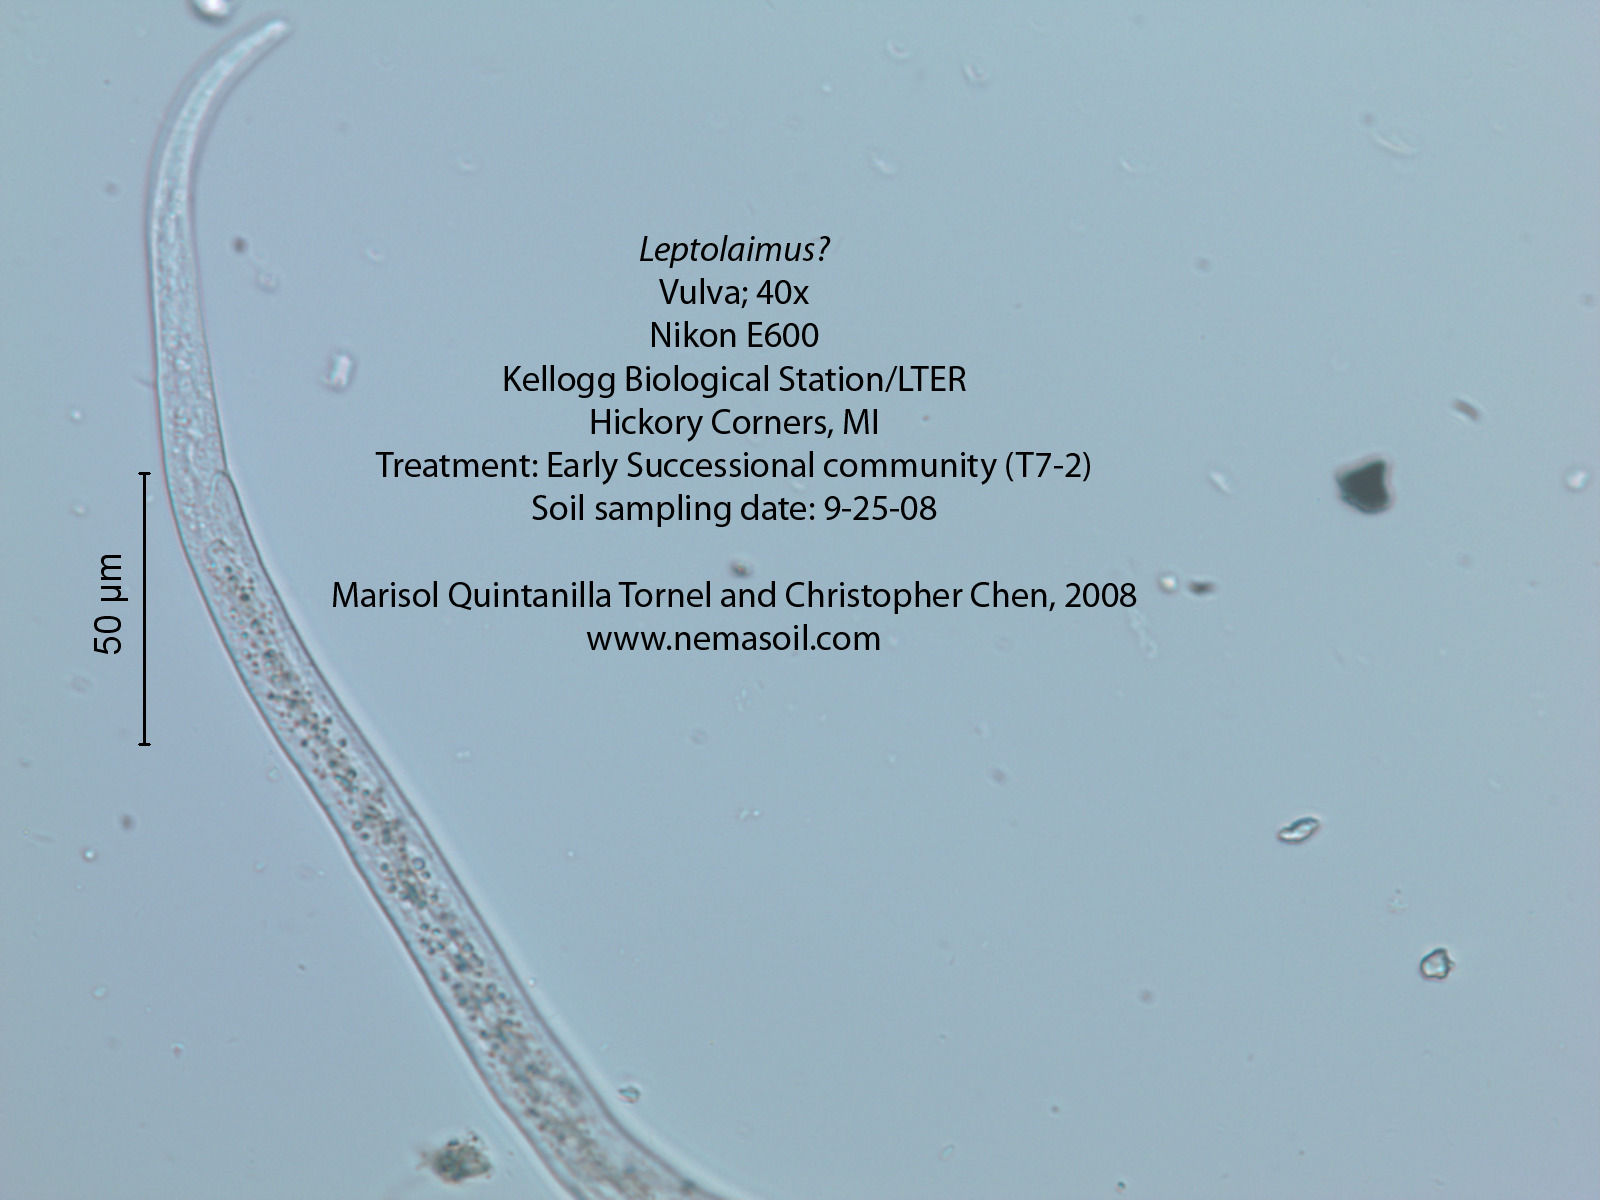 Leptolaimus?
Vulva; 40x
Nikon E600
Kellogg Biological Station/LTER
Hickory Corners, MI
Treatment: Early Successional community (T7-2)
Soil sampling date: 9-25-08
Marisol Quintanilla Tornel and Christopher Chen, 2008
www.nemasoil.com
50 µm